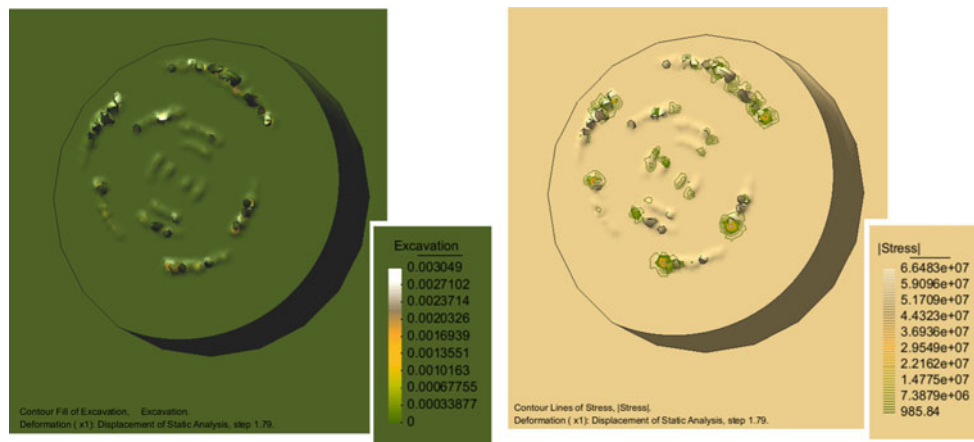 Excavation
0.003049
0.0027102
0.0023714
0.0020326
0.0016939
0.0013551
0.0010163
0.00067755
0.00033877
0
Contour Fill of Excavation, Excavation.
Deformation ( x1): Displacement of Static Analysis, step 1.79.
|Stress|
6.6483e+07
5.9096e+07
5.1709e+07
4.4323e+07
3.6936e+07
2.9549e+07
2.2162e+07
1.4775e+07
7.3879e+06
985.84
Contour Lines of Stress, |Stress|.
Deformation ( x1): Displacement of Static Analysis, step 1.79.